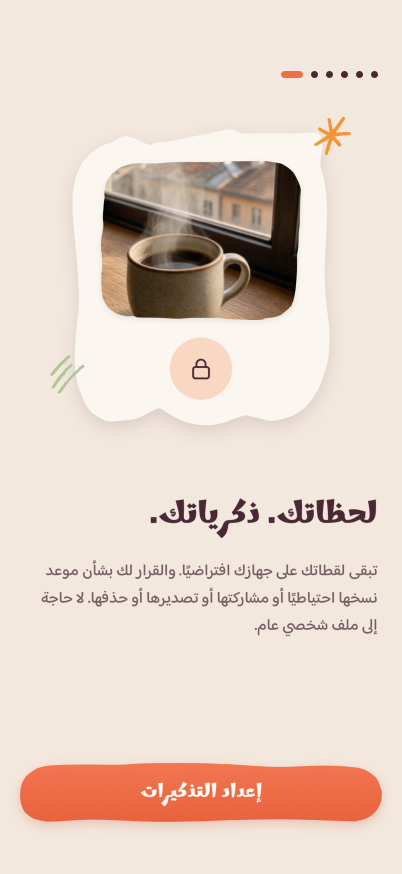 لحظاتك. ذكرياتك.
تبقى لقطاتك على جهازك افتراضيًا. والقرار لك بشأن موعد
نسخها احتياطيًا أو مشاركتها أو تصديرها أو حذفها. لا حاجة
إلى ملف شخصي عام.
إعداد التذكيرات